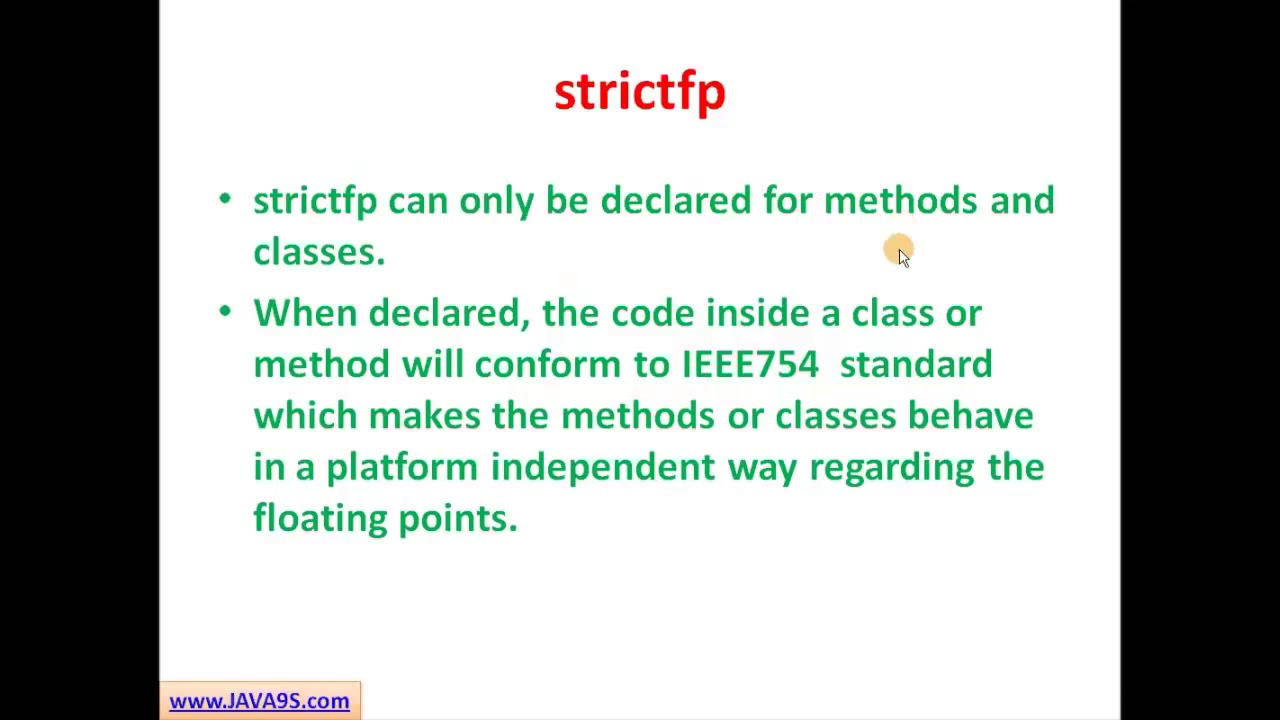 strictfp
• strictfp can only be declared for methods and
classes.
• When declared, the code inside a class or
method will conform to IEEE754  standard
which makes the methods or classes behave
in a platform independent way regarding the
floating points.
www.JAVA9S.com